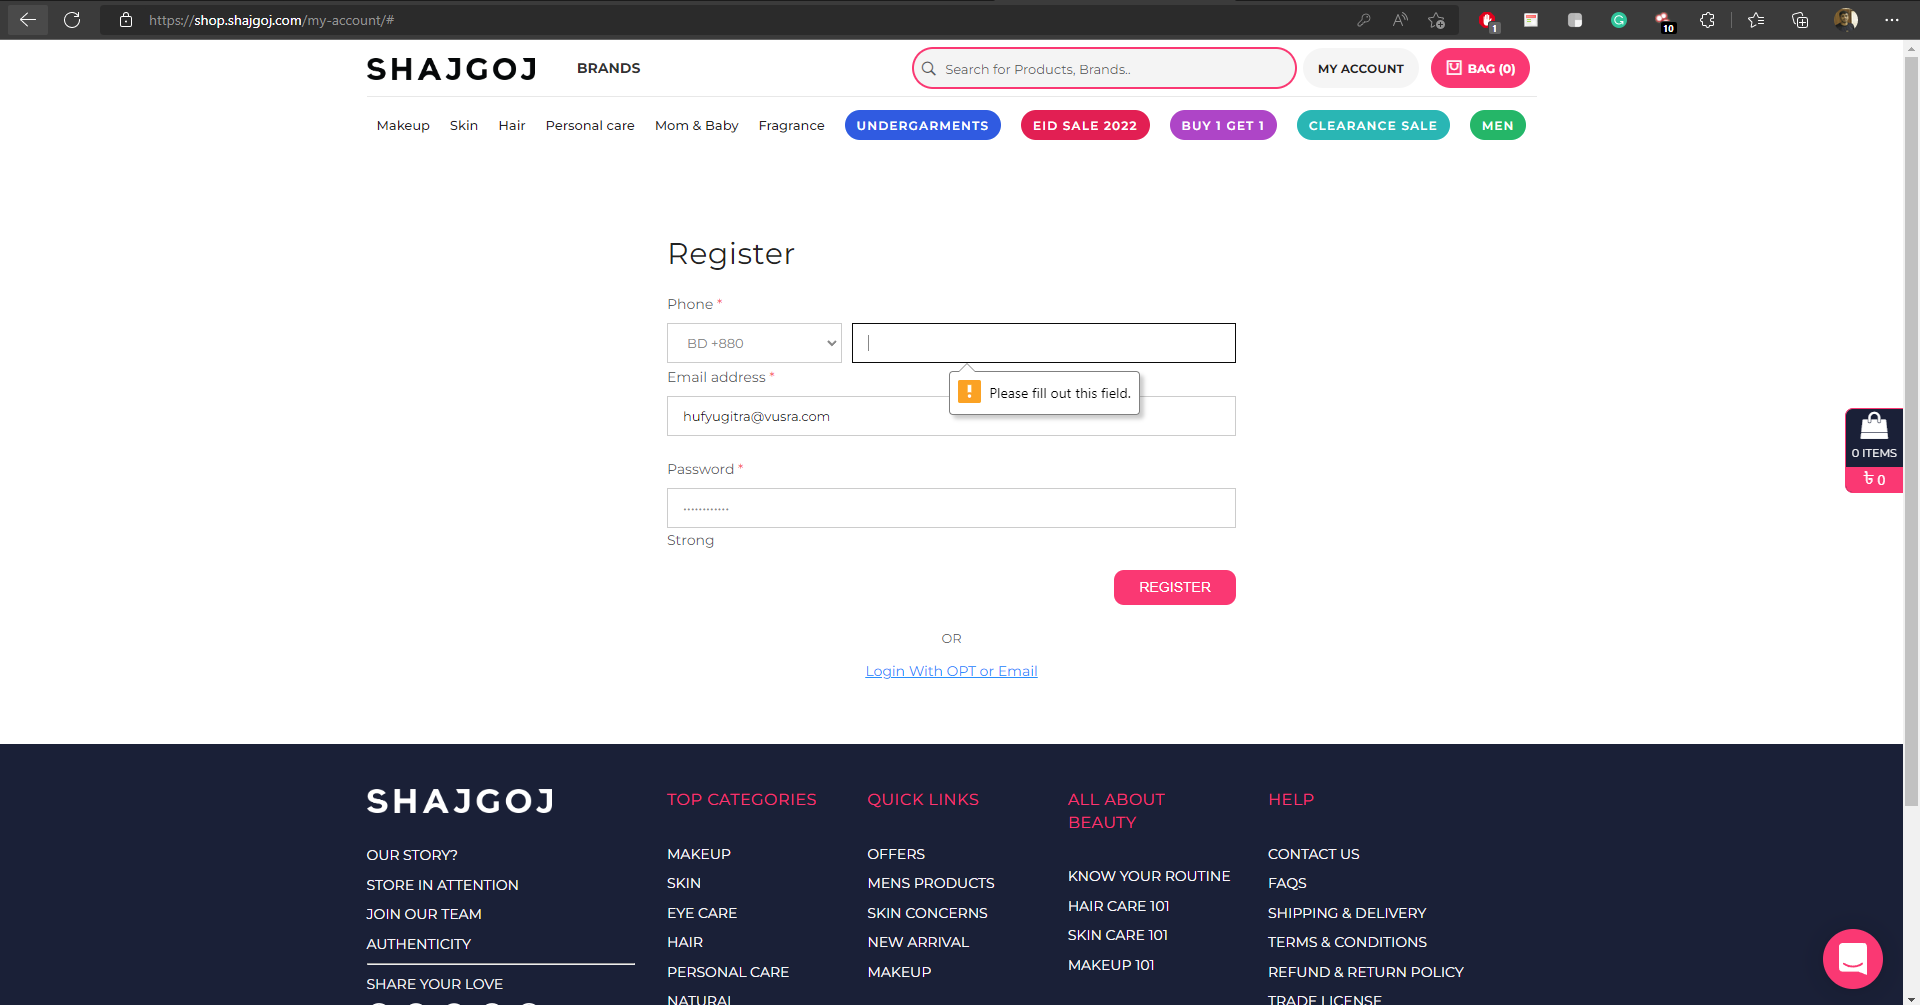 https://shop.shajgoj.com/my-account/#
1
10
SHAJGOJ
BRANDS
Search for Products, Brands..
MY ACCOUNT
BAG (0)
Makeup
Skin
Hair
Personal care
Mom & Baby
Fragrance
UNDERGARMENTS
EID SALE 2022
BUY 1 GET 1
CLEARANCE SALE
MEN
Register
Phone *
BD +880
Please fill out this field.
Email address *
hufyugitra@vusra.com
Password *
Strong
REGISTER
OR
Login With OPT or Email
0 ITEMS
৳ 0
SHAJGOJ
OUR STORY?
STORE IN ATTENTION
JOIN OUR TEAM
AUTHENTICITY
SHARE YOUR LOVE
TOP CATEGORIES
MAKEUP
SKIN
EYE CARE
HAIR
PERSONAL CARE
NATURAL
QUICK LINKS
OFFERS
MENS PRODUCTS
SKIN CONCERNS
NEW ARRIVAL
MAKEUP
ALL ABOUT
BEAUTY
KNOW YOUR ROUTINE
HAIR CARE 101
SKIN CARE 101
MAKEUP 101
HELP
CONTACT US
FAQS
SHIPPING & DELIVERY
TERMS & CONDITIONS
REFUND & RETURN POLICY
TRADE LICENSE